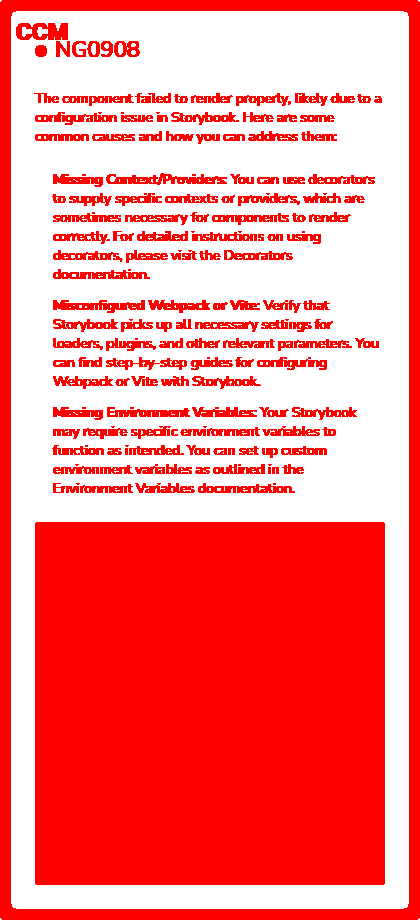 CCM
NG0908
The component failed to render properly, likely due to a
configuration issue in Storybook. Here are some
common causes and how you can address them:
Missing Context/Providers: You can use decorators
to supply specific contexts or providers, which are
sometimes necessary for components to render
correctly. For detailed instructions on using
decorators, please visit the Decorators
documentation.
Misconfigured Webpack or Vite: Verify that
Storybook picks up all necessary settings for
loaders, plugins, and other relevant parameters. You
can find step-by-step guides for configuring
Webpack or Vite with Storybook.
Missing Environment Variables: Your Storybook
may require specific environment variables to
function as intended. You can set up custom
environment variables as outlined in the
Environment Variables documentation.